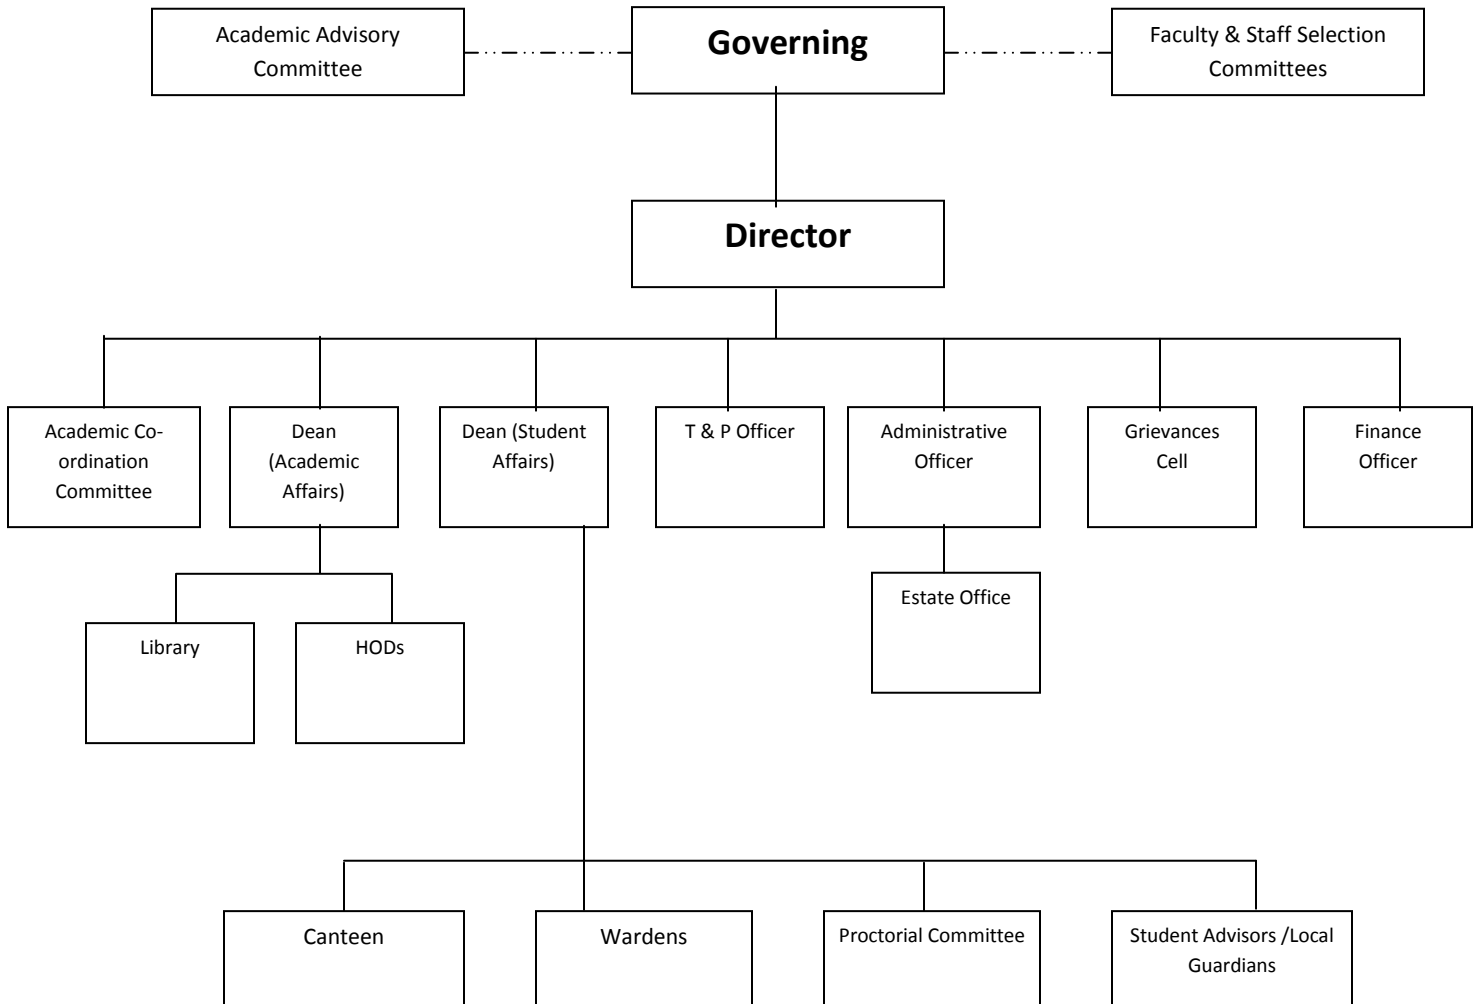 Academic Advisory
Committee
Governing
Faculty & Staff Selection
Committees
Director
Academic Co-
ordination
Committee
Dean
(Academic
Affairs)
Dean (Student
Affairs)
T & P Officer
Administrative
Officer
Grievances
Cell
Finance
Officer
Estate Office
Library
HODs
Canteen
Wardens
Proctorial Committee
Student Advisors /Local
Guardians